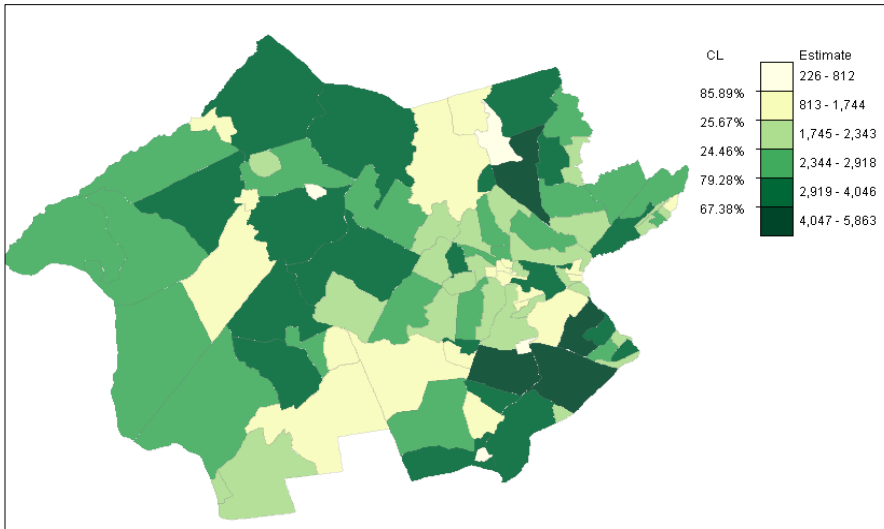 CL Estimate
226 - 812
85.89%
813 - 1,744
25.67%
1,745 - 2,343
24.46%
2,344 - 2,918
79.28%
2,919 - 4,046
67.38%
4,047 - 5,863